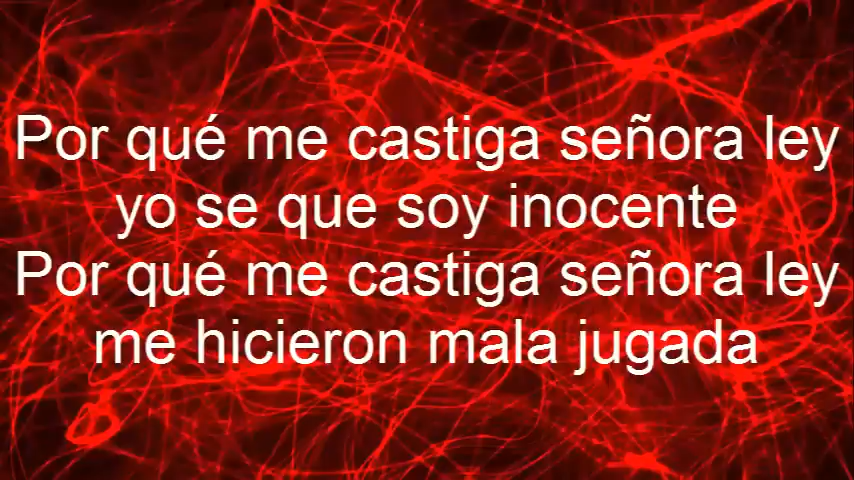 Por qué me castiga señora ley
yo se que soy inocente
Por qué me castiga señora ley
me hicieron mala jugada